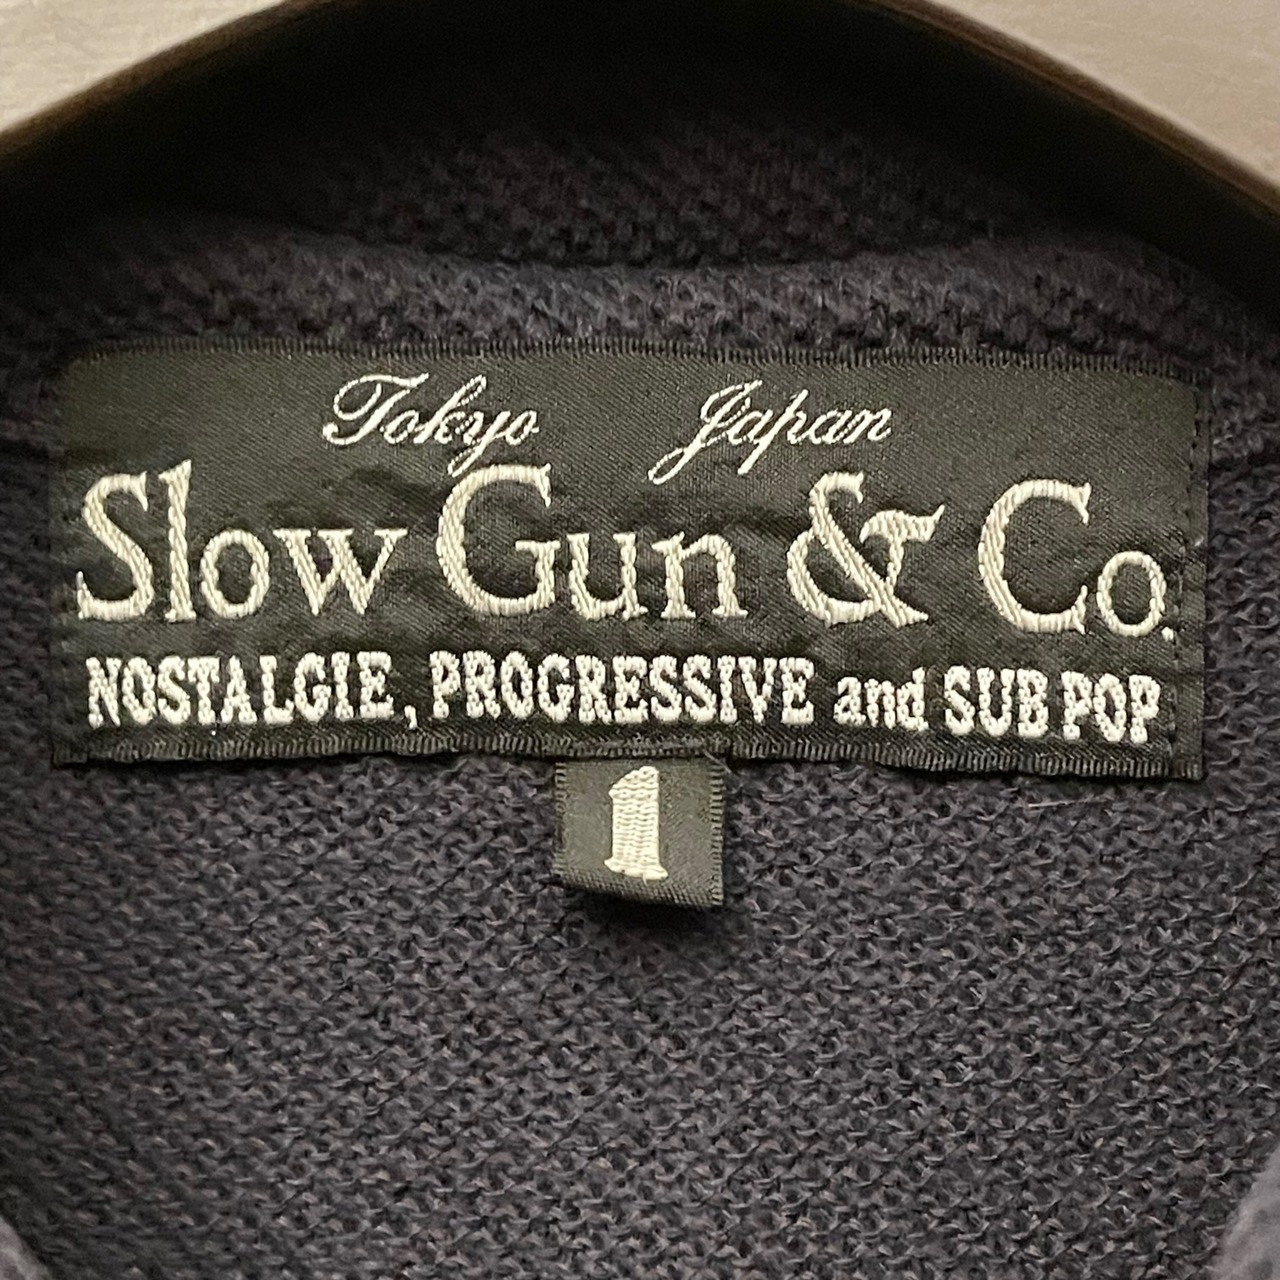 Tokyo Japan
Slow Gun & Co.
NOSTALGIE, PROGRESSIVE and SUB POP
1